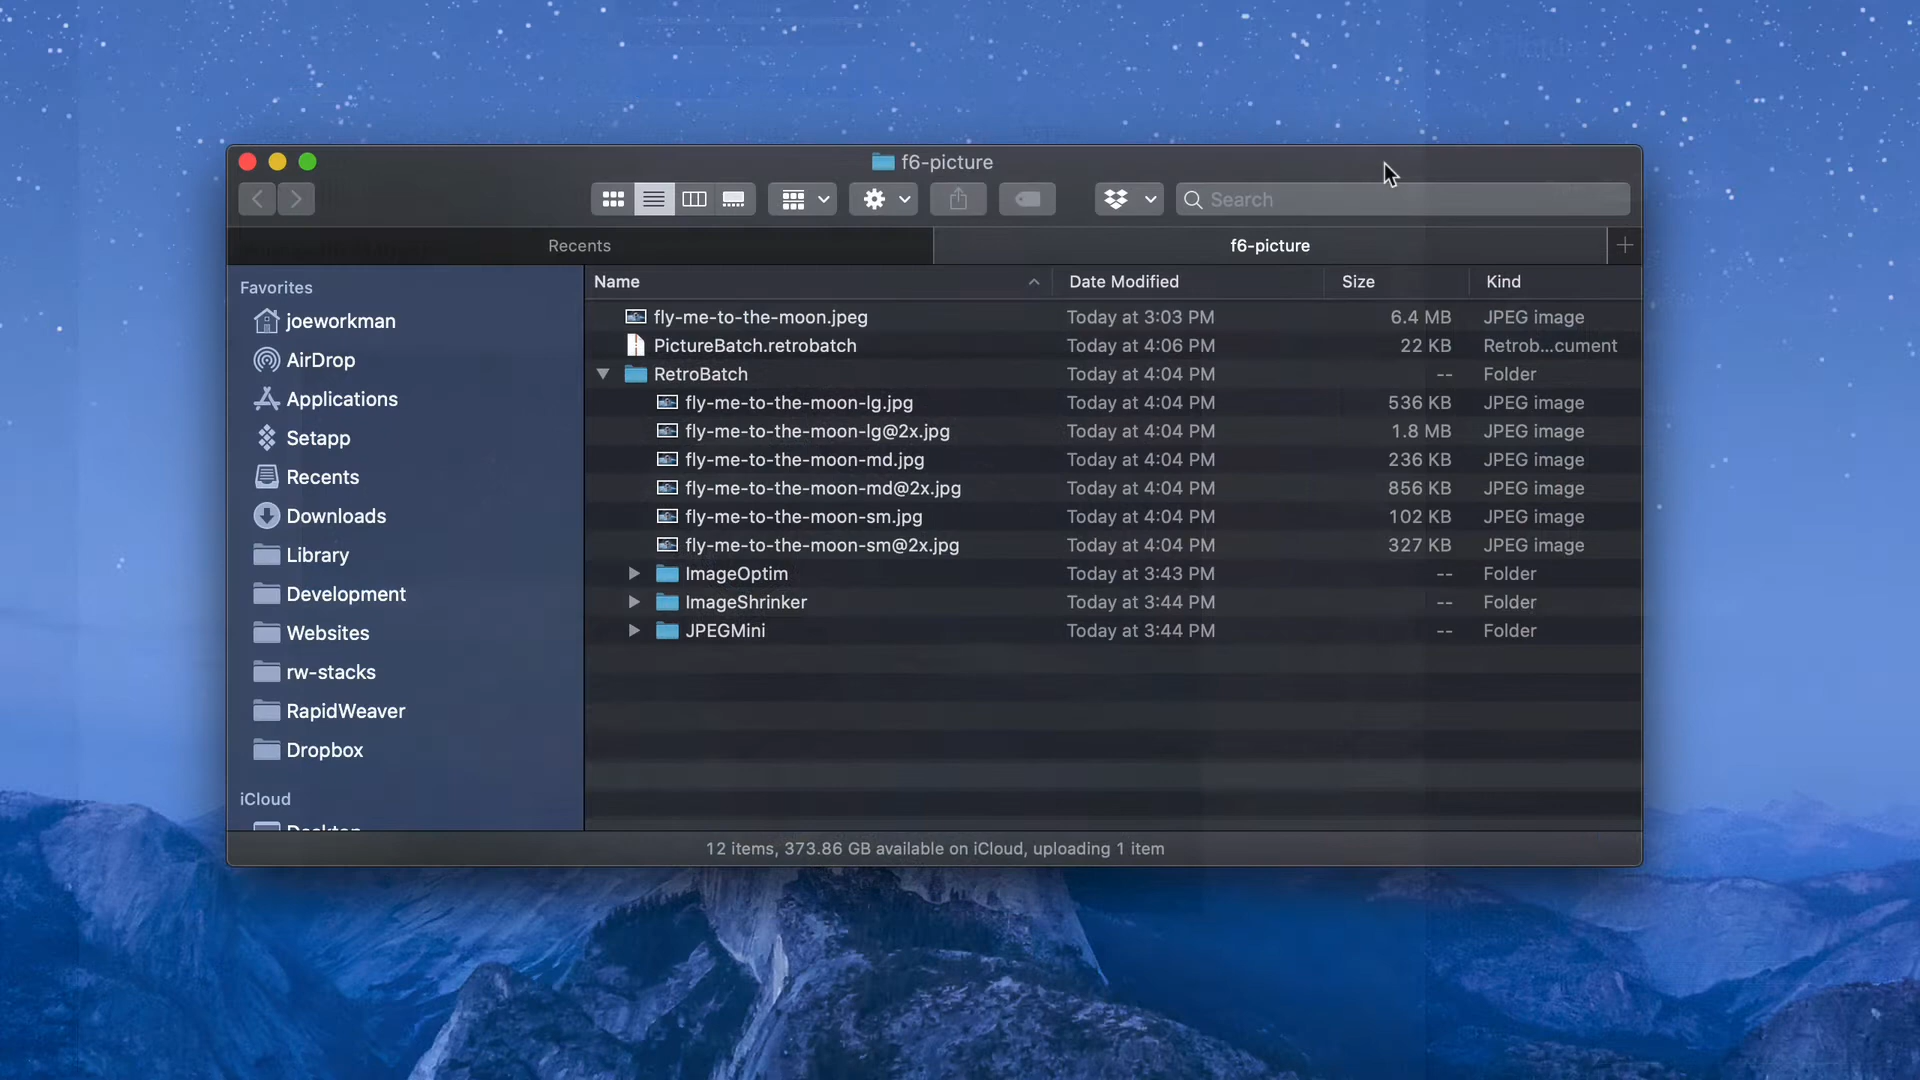 f6-picture
Search
Recents
f6-picture
Favorites
joeworkman
AirDrop
Applications
Setapp
Recents
Downloads
Library
Development
Websites
rw-stacks
RapidWeaver
Dropbox
iCloud
Name Date Modified Size Kind
fly-me-to-the-moon.jpeg Today at 3:03 PM 6.4 MB JPEG image
PictureBatch.retrobatch Today at 4:06 PM 22 KB Retrob...cument
RetroBatch Today at 4:04 PM -- Folder
fly-me-to-the-moon-lg.jpg Today at 4:04 PM 536 KB JPEG image
fly-me-to-the-moon-lg@2x.jpg Today at 4:04 PM 1.8 MB JPEG image
fly-me-to-the-moon-md.jpg Today at 4:04 PM 236 KB JPEG image
fly-me-to-the-moon-md@2x.jpg Today at 4:04 PM 856 KB JPEG image
fly-me-to-the-moon-sm.jpg Today at 4:04 PM 102 KB JPEG image
fly-me-to-the-moon-sm@2x.jpg Today at 4:04 PM 327 KB JPEG image
ImageOptim Today at 3:43 PM -- Folder
ImageShrinker Today at 3:44 PM -- Folder
JPEGMini Today at 3:44 PM -- Folder
12 items, 373.86 GB available on iCloud, uploading 1 item